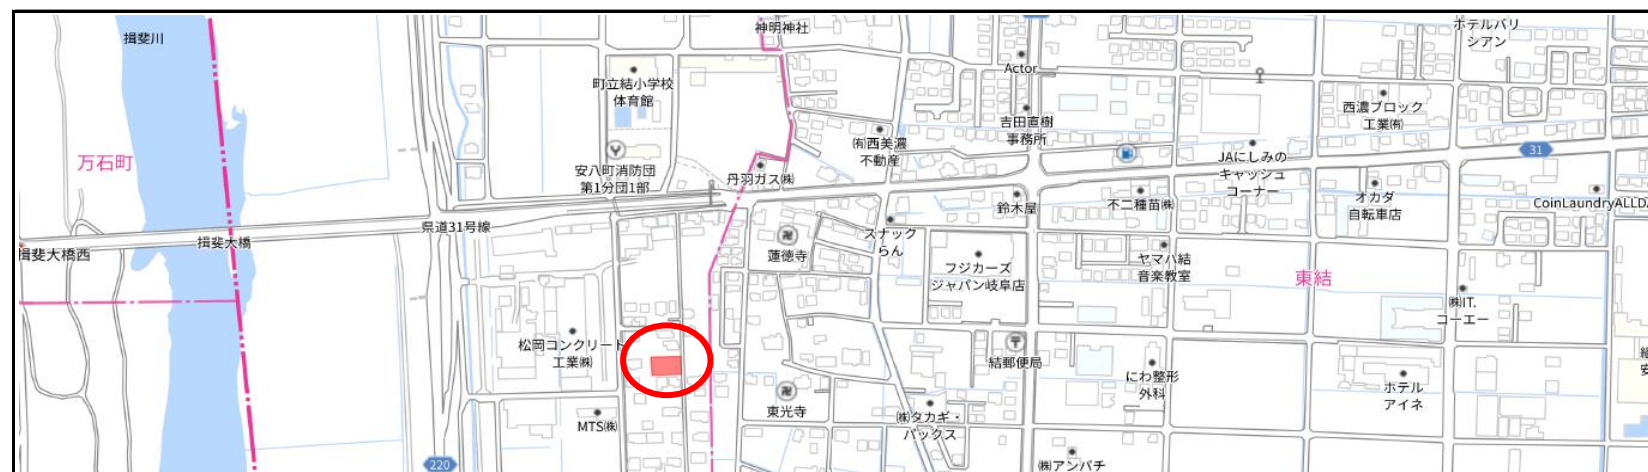 揖斐川
万石町
揖斐大橋西
揖斐大橋
県道31号線
220
町立結小学校
体育館
安八町消防団
第1分団1部
松岡コンクリート
工業㈱
MTS㈱
神明神社
丹羽ガス㈱
蓮徳寺
東光寺
㈲西美濃
不動産
スナック
らん
㈱タカギ・
パックス
Actor
吉田直樹
事務所
鈴木屋
フジカーズ
ジャパン岐阜店
結郵便局
㈱アンパチ
不二種苗㈱
ヤマハ結
音楽教室
にわ整形
外科
JAにしみの
キャッシュ
コーナー
東結
ホテルパリ
シアン
西濃ブロック
工業㈲
31
オカダ
自転車店
CoinLaundryALLD
㈱IT.
コーエー
ホテル
アイネ